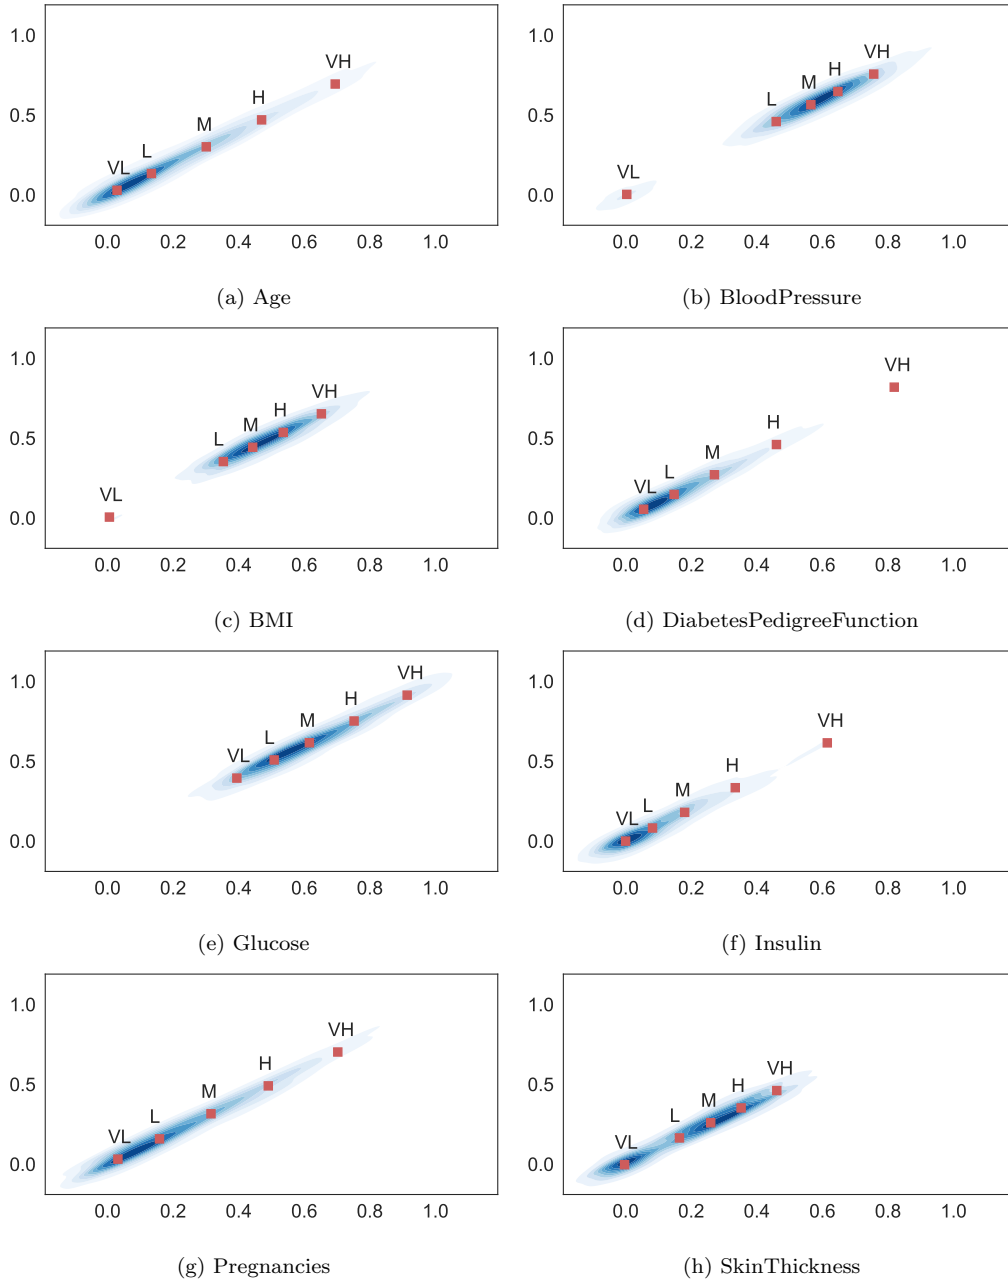 1.0
VH
H
0.5
M
L
VL
0.0
0.0 0.2 0.4 0.6 0.8 1.0
(a) Age
1.0
VH
M H
0.5
L
VL
0.0
0.0 0.2 0.4 0.6 0.8 1.0
(b) BloodPressure
1.0
VH
H
M
0.5
L
VL
0.0
0.0 0.2 0.4 0.6 0.8 1.0
(c) BMI
1.0
VH
H
0.5
M
L
VL
0.0
0.0 0.2 0.4 0.6 0.8 1.0
(d) DiabetesPedigreeFunction
1.0
VH
H
M
L
0.5
VL
0.0
0.0 0.2 0.4 0.6 0.8 1.0
(e) Glucose
1.0
VH
0.5
H
M
L
VL
0.0
0.0 0.2 0.4 0.6 0.8 1.0
(f) Insulin
1.0
VH
H
0.5
M
L
VL
0.0
0.0 0.2 0.4 0.6 0.8 1.0
(g) Pregnancies
1.0
VH
0.5
H
M
L
VL
0.0
0.0 0.2 0.4 0.6 0.8 1.0
(h) SkinThickness